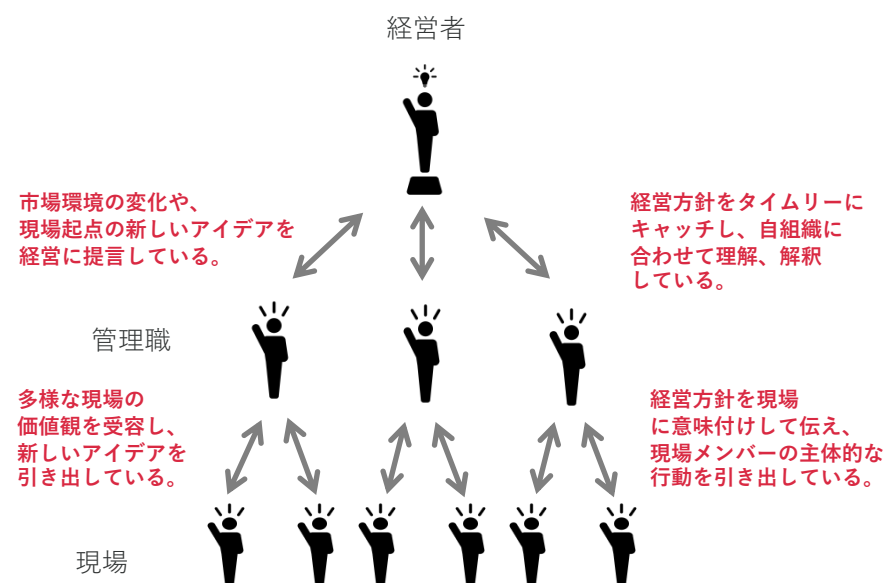 経営者
市場環境の変化や、
現場起点の新しいアイデアを
経営に提言している。
経営方針をタイムリーに
キャッチし、自組織に
合わせて理解、解釈
している。
管理職
多様な現場の
価値観を受容し、
新しいアイデアを
引き出している。
経営方針を現場
に意味付けして伝え、
現場メンバーの主体的な
行動を引き出している。
現場